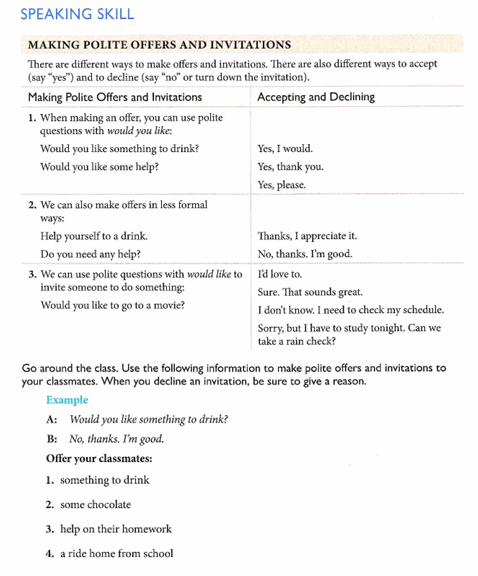 SPEAKING SKILL
MAKING POLITE OFFERS AND INVITATIONS
There are different ways to make offers and invitations. There are also different ways to accept
(say “yes”) and to decline (say “no” or turn down the invitation).
Making Polite Offers and Invitations
Accepting and Declining
1. When making an offer, you can use polite
questions with would you like:
Would you like something to drink?
Yes, I would.
Would you like some help?
Yes, thank you.
Yes, please.
2. We can also make offers in less formal
ways:
Help yourself to a drink.
Thanks, I appreciate it.
Do you need any help?
No, thanks. I'm good.
3. We can use polite questions with would like to
invite someone to do something:
Would you like to go to a movie?
I'd love to.
Sure. That sounds great.
I don't know. I need to check my schedule.
Sorry, but I have to study tonight. Can we
take a rain check?
Go around the class. Use the following information to make polite offers and invitations to
your classmates. When you decline an invitation, be sure to give a reason.
Example
A: Would you like something to drink?
B: No, thanks. I'm good.
Offer your classmates:
1. something to drink
2. some chocolate
3. help on their homework
4. a ride home from school